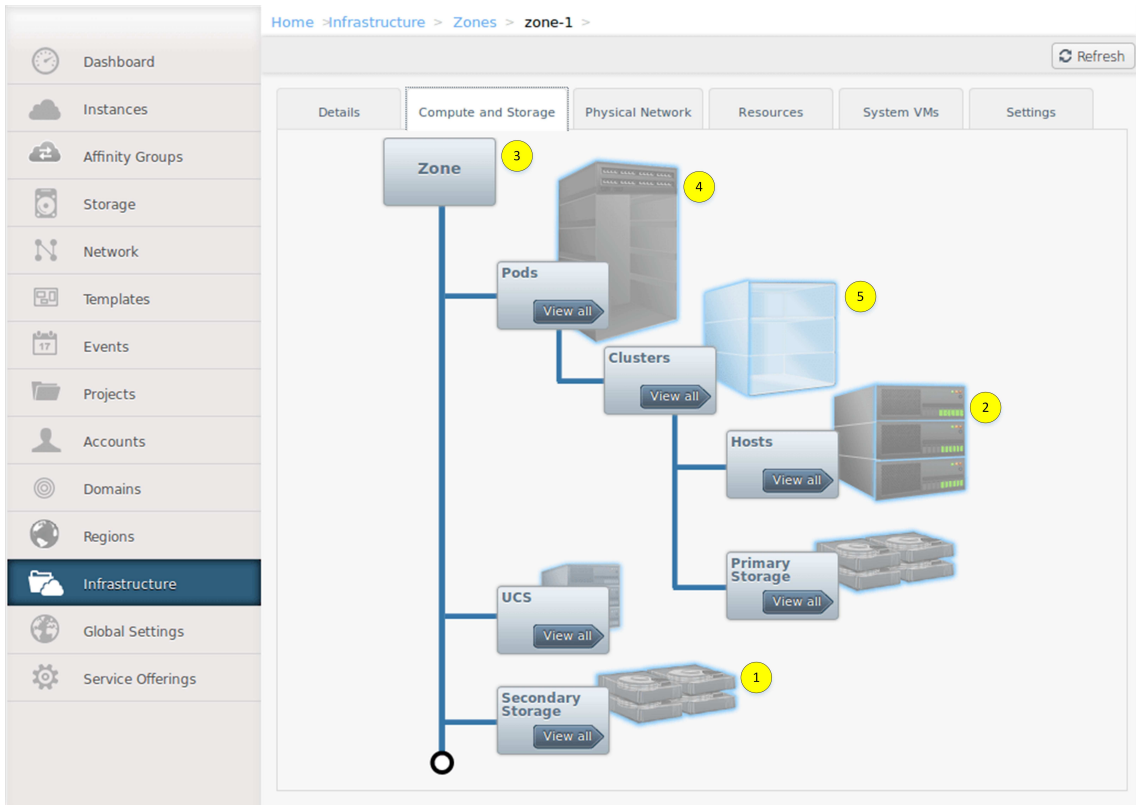 Home > Infrastructure > Zones > zone-1 >
Refresh
Dashboard
Instances
Affinity Groups
Storage
Network
Templates
17
Events
Projects
Accounts
Domains
Regions
Infrastructure
Global Settings
Service Offerings
Details
Compute and Storage
Physical Network
Resources
System VMs
Settings
Zone
3
4
Pods
View all
5
Clusters
View all
2
Hosts
View all
Primary
Storage
View all
UCS
View all
1
Secondary
Storage
View all